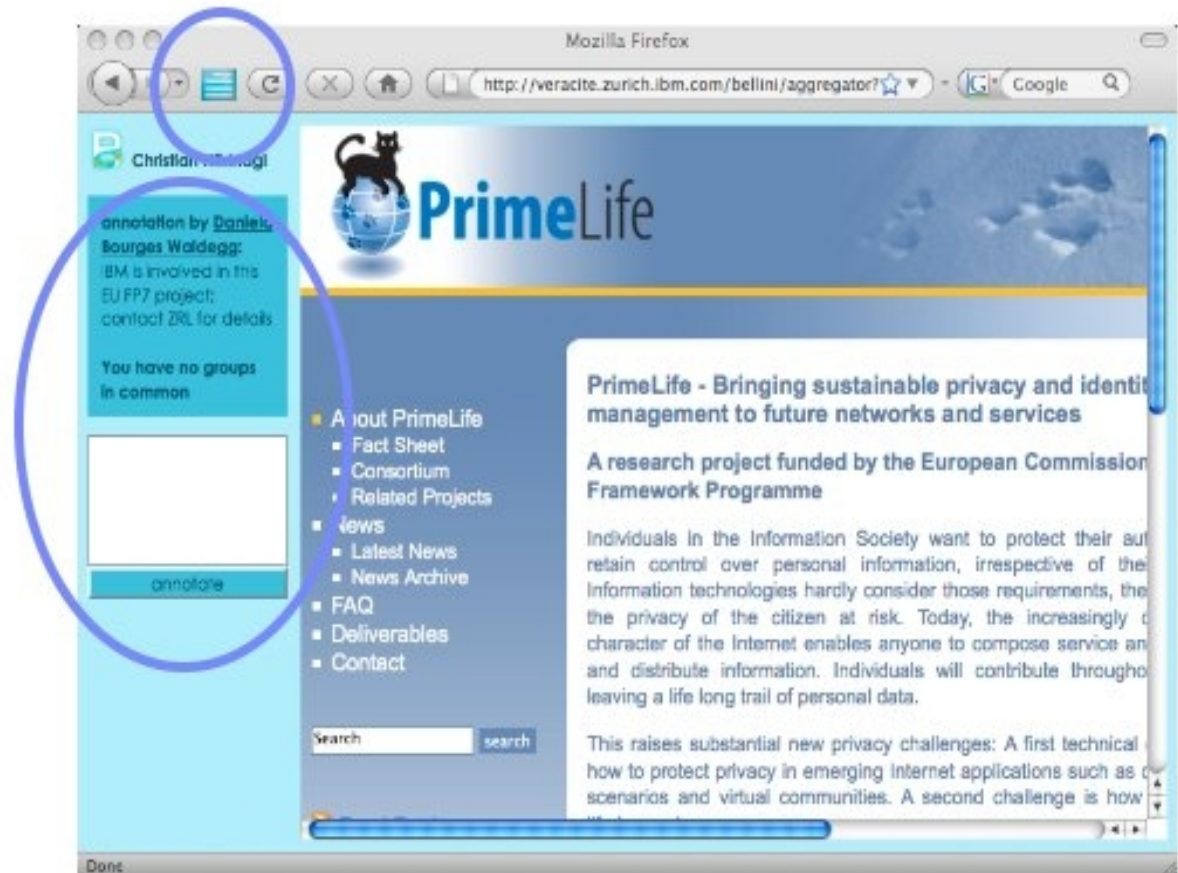 Mozilla Firefox
http://veracite.zurich.ibm.com/bellini/aggregator?
G Google
Christian
annotation by Daniela
Bourges Waldegg:
IBM is involved in this
EU FP7 project;
contact ZRL for details
You have no groups
in common
annotate
PrimeLife
About PrimeLife
Fact Sheet
Consortium
Related Projects
News
Latest News
News Archive
FAQ
Deliverables
Contact
Search
search
PrimeLife - Bringing sustainable privacy and identit
management to future networks and services
A research project funded by the European Commission
Framework Programme
Individuals in the Information Society want to protect their aut
retain control over personal information, irrespective of thei
Information technologies hardly consider those requirements, the
the privacy of the citizen at risk. Today, the increasingly c
character of the Internet enables anyone to compose service an
and distribute information. Individuals will contribute througho
leaving a life long trail of personal data.
This raises substantial new privacy challenges: A first technical
how to protect privacy in emerging Internet applications such as c
scenarios and virtual communities. A second challenge is how
Done